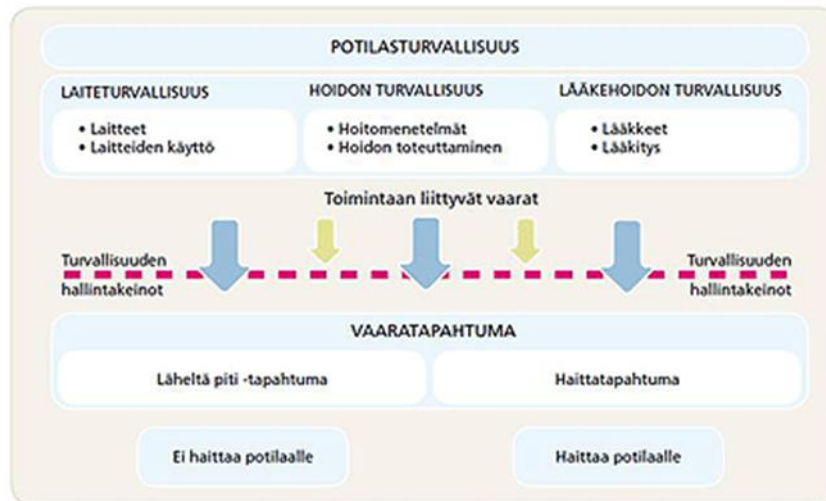 POTILASTURVALLISUUS
LAITETURVALLISUUS
• Laitteet
• Laitteiden käyttö
HOIDON TURVALLISUUS
• Hoitomenetelmät
• Hoidon toteuttaminen
LÄÄKEHOIDON TURVALLISUUS
• Lääkkeet
• Lääkitys
Toimintaan liittyvät vaarat
Turvallisuuden
hallintakeinot
Turvallisuuden
hallintakeinot
VAARATAPAHTUMA
Läheltä piti -tapahtuma
Haittatapahtuma
Ei haittaa potilaalle
Haittaa potilaalle